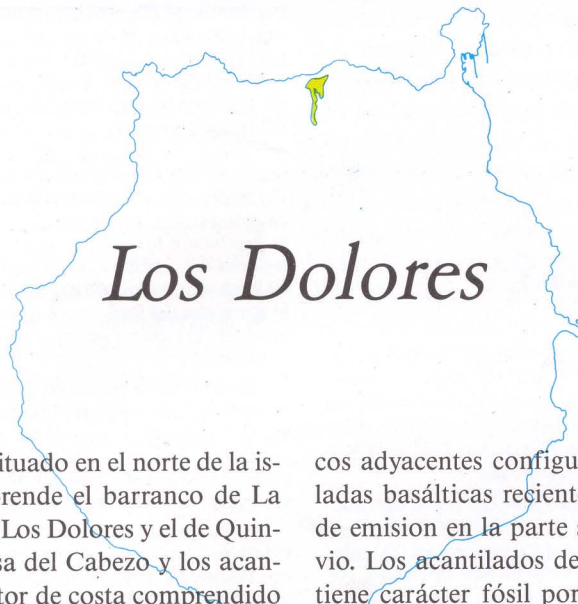 Los Dolores
ituado en el norte de la is-
rende el barranco de La
Los Dolores y el de Quin-
sa del Cabezo y los acan-
tor de costa comprendido
cos adyacentes configu
ladas basálticas recient
de emision en la parte s
vio. Los acantilados de
tiene carácter fósil por